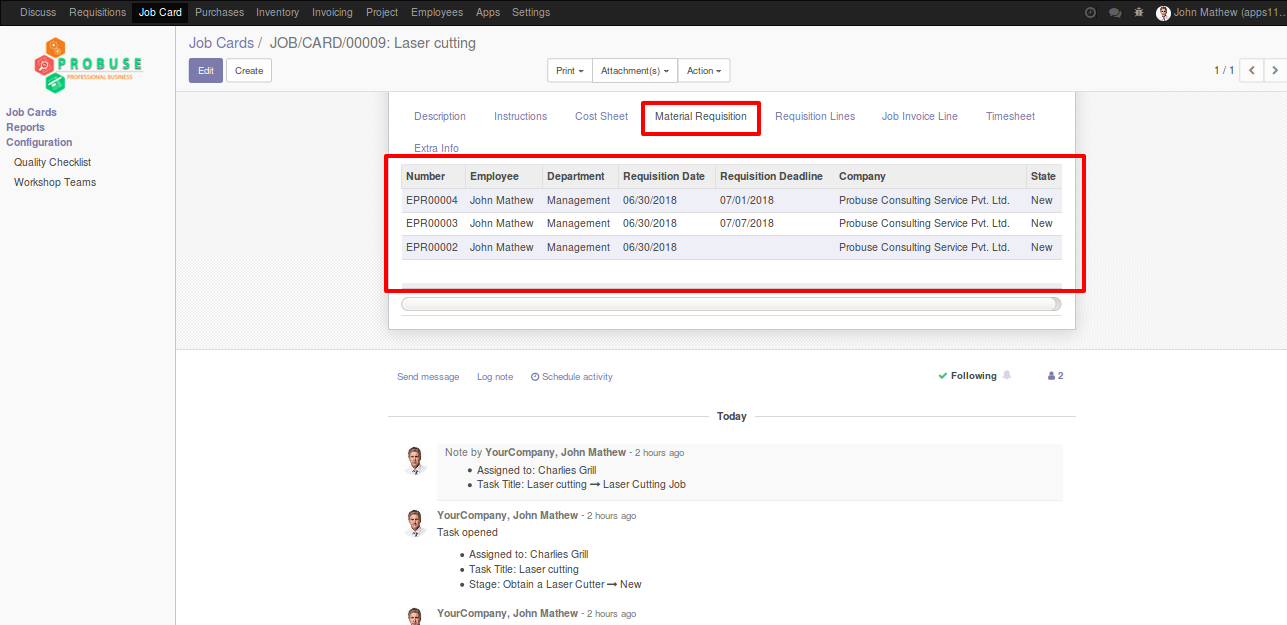 Discuss Requisitions Job Card Purchases Inventory Invoicing Project Employees Apps Settings John Mathew (apps11...
PROBUSE
PROFESSIONAL BUSINESS
Job Cards
Reports
Configuration
Quality Checklist
Workshop Teams
Job Cards / JOB/CARD/00009: Laser cutting
Edit Create Print Attachment(s) Action 1 / 1
Description Instructions Cost Sheet Material Requisition Requisition Lines Job Invoice Line Timesheet
Extra Info
Number Employee Department Requisition Date Requisition Deadline Company State
EPR00004 John Mathew Management 06/30/2018 07/01/2018 Probuse Consulting Service Pvt. Ltd. New
EPR00003 John Mathew Management 06/30/2018 07/07/2018 Probuse Consulting Service Pvt. Ltd. New
EPR00002 John Mathew Management 06/30/2018 Probuse Consulting Service Pvt. Ltd. New
Send message Log note Schedule activity Following 2
Today
Note by YourCompany, John Mathew - 2 hours ago
• Assigned to: Charlies Grill
• Task Title: Laser cutting → Laser Cutting Job
YourCompany, John Mathew - 2 hours ago
Task opened
• Assigned to: Charlies Grill
• Task Title: Laser cutting
• Stage: Obtain a Laser Cutter → New
YourCompany, John Mathew - 2 hours ago